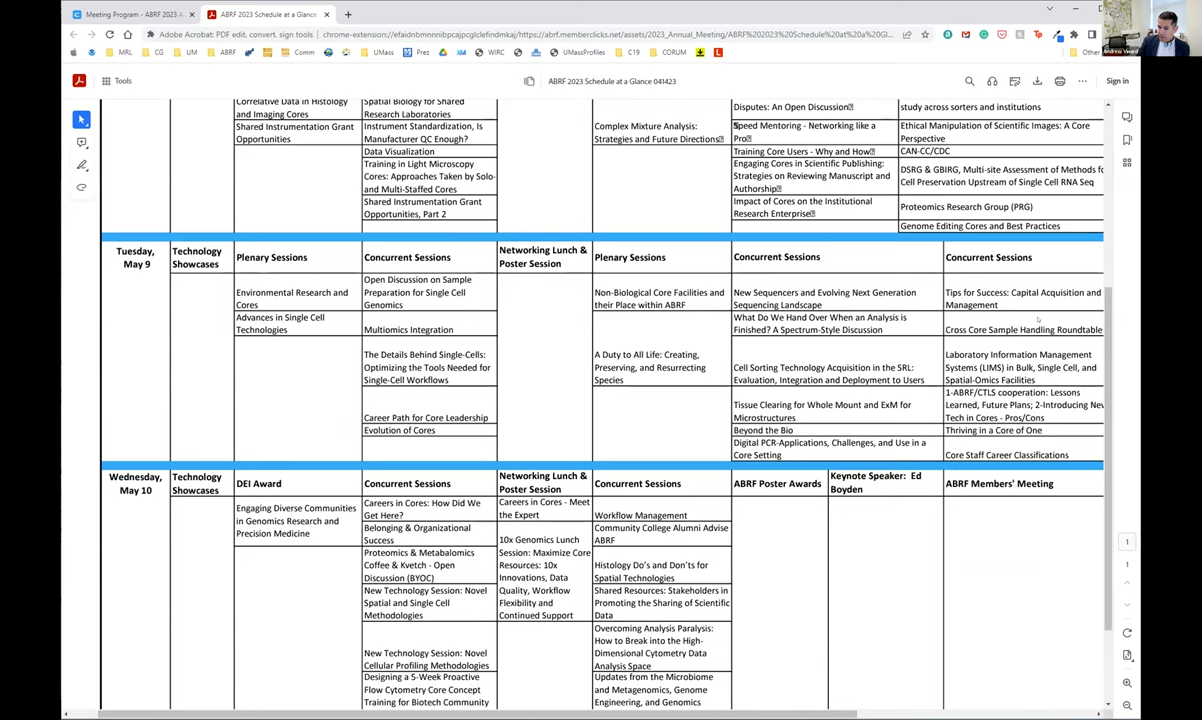 Meeting Program - ABRF 2023 A
ABRF 2023 Schedule at a Glance
Adobe Acrobat: PDF edit, convert, sign tools | chrome-extension://efaidnbmnnnibpcajpcglclefindmkaj/https://abrf.memberclicks.net/assets/2023_Annual_Meeting/ABRF%202023%20Schedule%20at%20a%20Gl...
MRL CG UM ABRF Comm UMass Prez WIRC CORE UMassProfiles C19 CORUM Other
Andrew Vinard
Tools
ABRF 2023 Schedule at a Glance 041423
Sign in
Correlative Data in Histology
and Imaging Cores
Shared Instrumentation Grant
Opportunities
Spatial Biology for Shared
Research Laboratories
Instrument Standardization, Is
Manufacturer QC Enough?
Data Visualization
Training in Light Microscopy
Cores: Approaches Taken by Solo-
and Multi-Staffed Cores
Shared Instrumentation Grant
Opportunities, Part 2
Complex Mixture Analysis:
Strategies and Future Directions
Disputes: An Open Discussion
Speed Mentoring - Networking like a
Pro
Training Core Users - Why and How
Engaging Cores in Scientific Publishing:
Strategies on Reviewing Manuscript and
Authorship
Impact of Cores on the Institutional
Research Enterprise
study across sorters and institutions
Ethical Manipulation of Scientific Images: A Core
Perspective
CAN-CC/CDC
DSRG & GBIRG, Multi-site Assessment of Methods fo
Cell Preservation Upstream of Single Cell RNA Seq
Proteomics Research Group (PRG)
Genome Editing Cores and Best Practices
Tuesday,
May 9
Technology
Showcases
Plenary Sessions
Concurrent Sessions
Networking Lunch &
Poster Session
Plenary Sessions
Concurrent Sessions
Concurrent Sessions
Environmental Research and
Cores
Advances in Single Cell
Technologies
Open Discussion on Sample
Preparation for Single Cell
Genomics
Multiomics Integration
The Details Behind Single-Cells:
Optimizing the Tools Needed for
Single-Cell Workflows
Career Path for Core Leadership
Evolution of Cores
Non-Biological Core Facilities and
their Place within ABRF
A Duty to All Life: Creating,
Preserving, and Resurrecting
Species
New Sequencers and Evolving Next Generation
Sequencing Landscape
What Do We Hand Over When an Analysis is
Finished? A Spectrum-Style Discussion
Cell Sorting Technology Acquisition in the SRL:
Evaluation, Integration and Deployment to Users
Tissue Clearing for Whole Mount and ExM for
Microstructures
Beyond the Bio
Digital PCR-Applications, Challenges, and Use in a
Core Setting
Tips for Success: Capital Acquisition and
Management
Cross Core Sample Handling Roundtable
Laboratory Information Management
Systems (LIMS) in Bulk, Single Cell, and
Spatial-Omics Facilities
1-ABRF/CTLS cooperation: Lessons
Learned, Future Plans; 2-Introducing New
Tech in Cores - Pros/Cons
Thriving in a Core of One
Core Staff Career Classifications
Wednesday,
May 10
Technology
Showcases
DEI Award
Concurrent Sessions
Networking Lunch &
Poster Session
Concurrent Sessions
ABRF Poster Awards
Keynote Speaker: Ed
Boyden
ABRF Members' Meeting
Engaging Diverse Communities
in Genomics Research and
Precision Medicine
Careers in Cores: How Did We
Get Here?
Belonging & Organizational
Success
Proteomics & Metabalomics
Coffee & Kvetch - Open
Discussion (BYOC)
New Technology Session: Novel
Spatial and Single Cell
Methodologies
New Technology Session: Novel
Cellular Profiling Methodologies
Designing a 5-Week Proactive
Flow Cytometry Core Concept
Training for Biotech Community
Careers in Cores - Meet
the Expert
10x Genomics Lunch
Session: Maximize Core
Resources: 10x
Innovations, Data
Quality, Workflow
Flexibility and
Continued Support
Workflow Management
Community College Alumni Advise
ABRF
Histology Do's and Don'ts for
Spatial Technologies
Shared Resources: Stakeholders in
Promoting the Sharing of Scientific
Data
Overcoming Analysis Paralysis:
How to Break into the High-
Dimensional Cytometry Data
Analysis Space
Updates from the Microbiome
and Metagenomics, Genome
Engineering, and Genomics
1
1